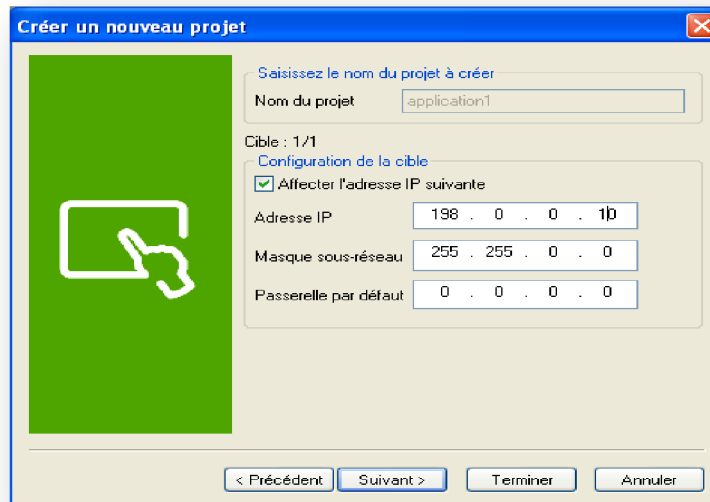 Créer un nouveau projet
Saisissez le nom du projet à créer
Nom du projet application1
Cible : 1/1
Configuration de la cible
Affecter l'adresse IP suivante
Adresse IP 198 . 0 . 0 . 10
Masque sous-réseau 255 . 255 . 0 . 0
Passerelle par défaut 0 . 0 . 0 . 0
< Précédent Suivant > Terminer Annuler